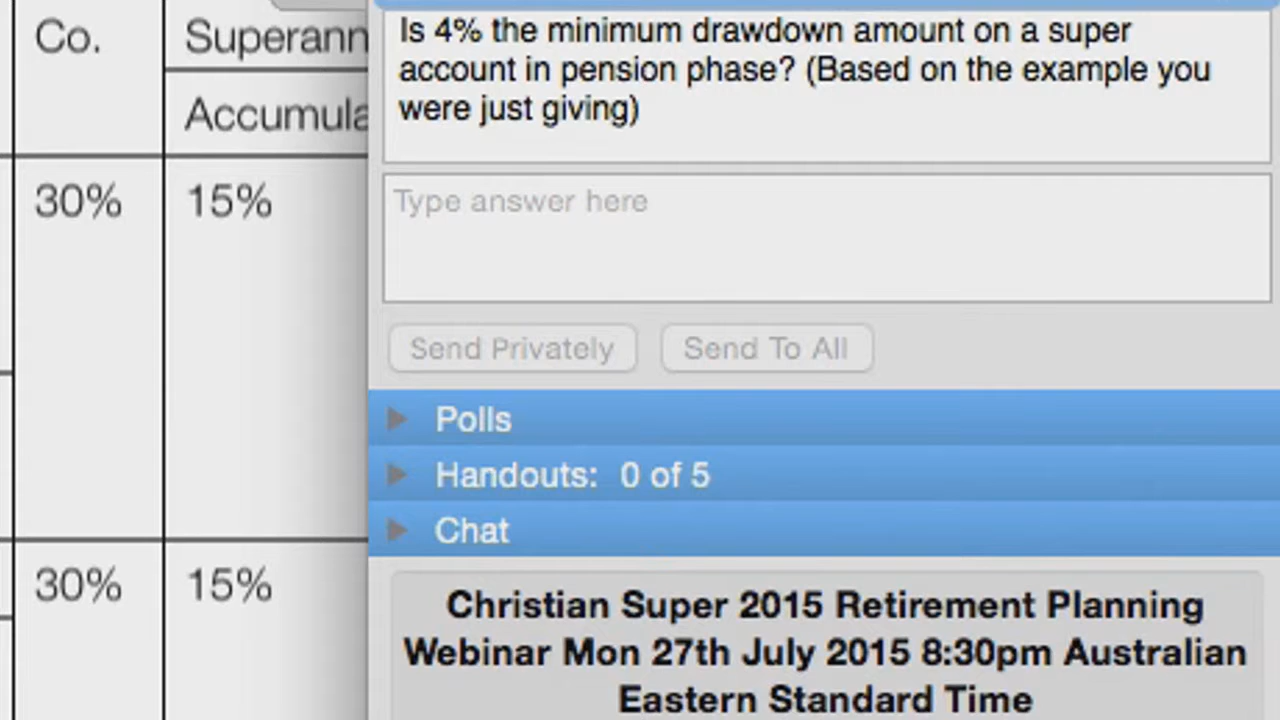 Co.
Superann
Accumula
30%
15%
30%
15%
Is 4% the minimum drawdown amount on a super
account in pension phase? (Based on the example you
were just giving)
Type answer here
Send Privately
Send To All
Polls
Handouts: 0 of 5
Chat
Christian Super 2015 Retirement Planning
Webinar Mon 27th July 2015 8:30pm Australian
Eastern Standard Time